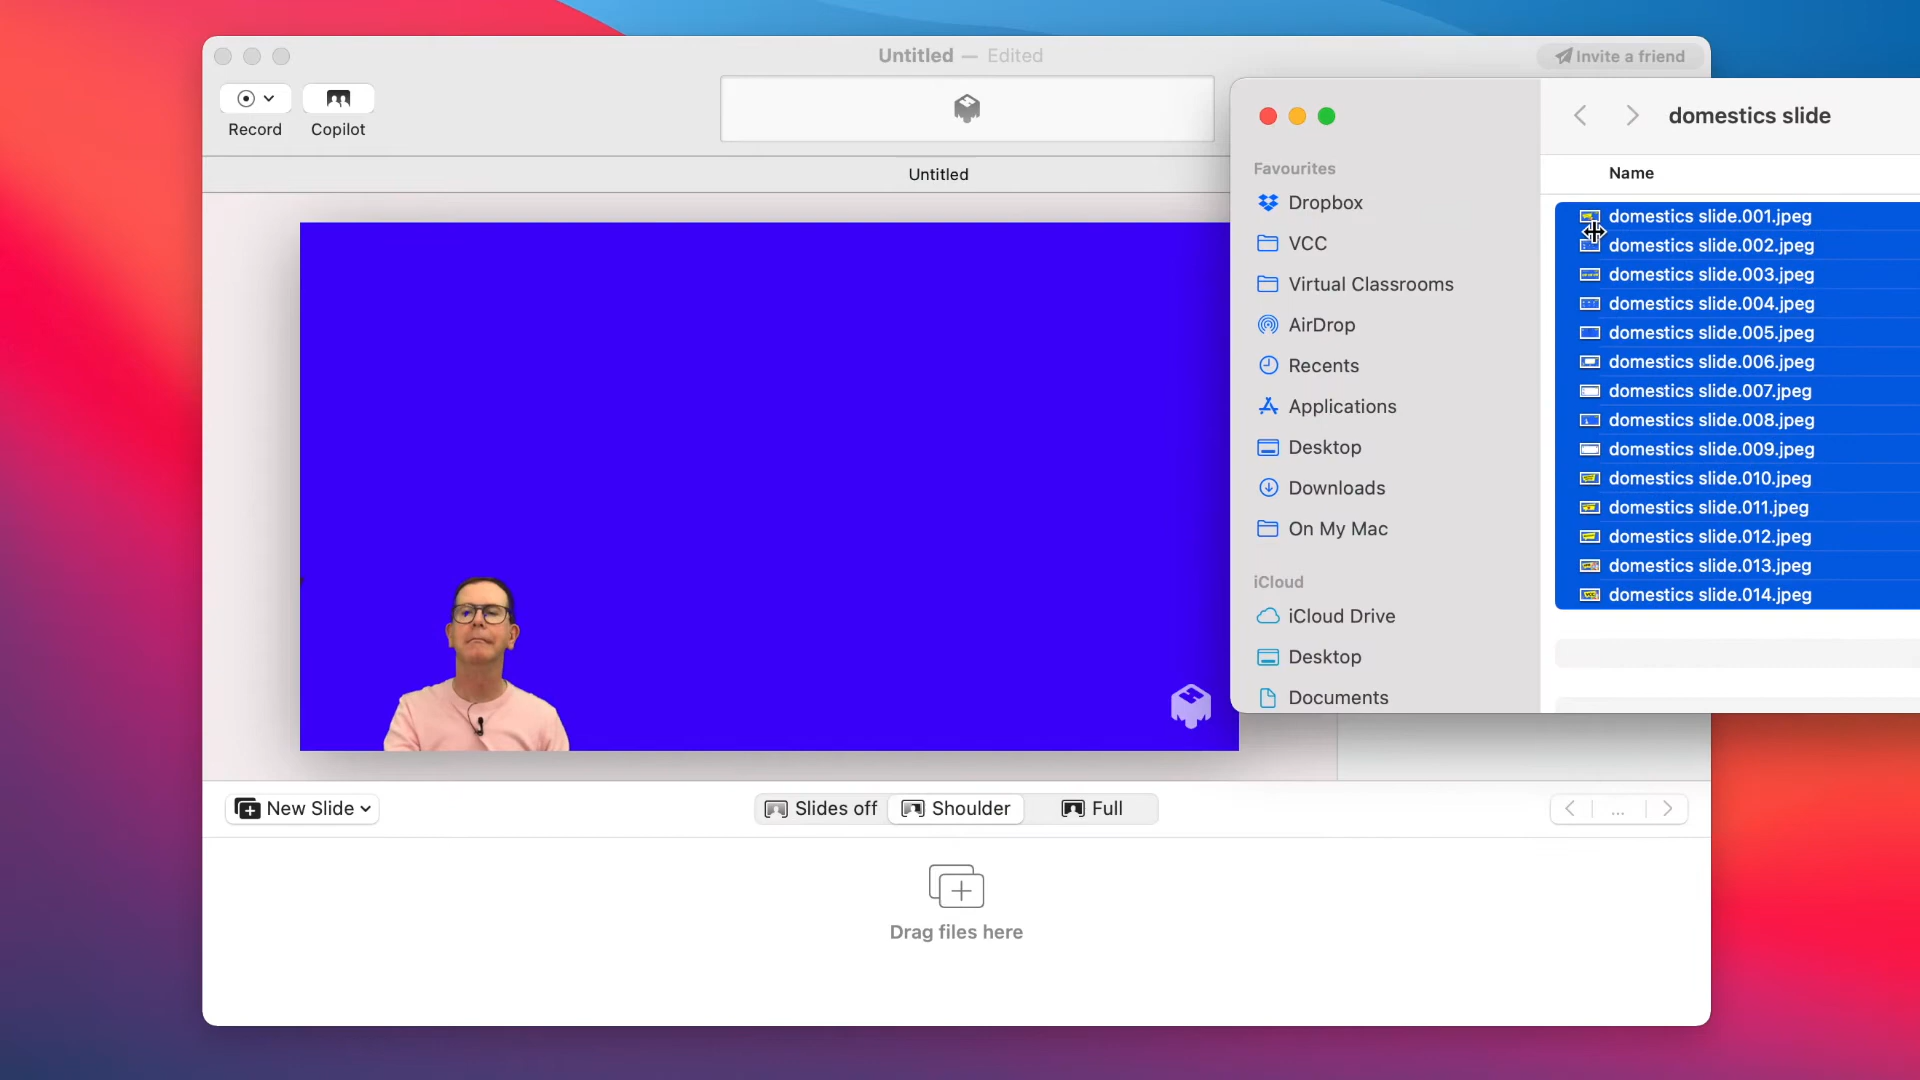 Untitled — Edited
Invite a friend
Record
Copilot
Untitled
domestics slide
Favourites
Dropbox
VCC
Virtual Classrooms
AirDrop
Recents
Applications
Desktop
Downloads
On My Mac
iCloud
iCloud Drive
Desktop
Documents
Name
domestics slide.001.jpeg
domestics slide.002.jpeg
domestics slide.003.jpeg
domestics slide.004.jpeg
domestics slide.005.jpeg
domestics slide.006.jpeg
domestics slide.007.jpeg
domestics slide.008.jpeg
domestics slide.009.jpeg
domestics slide.010.jpeg
domestics slide.011.jpeg
domestics slide.012.jpeg
domestics slide.013.jpeg
domestics slide.014.jpeg
New Slide
Slides off
Shoulder
Full
...
Drag files here